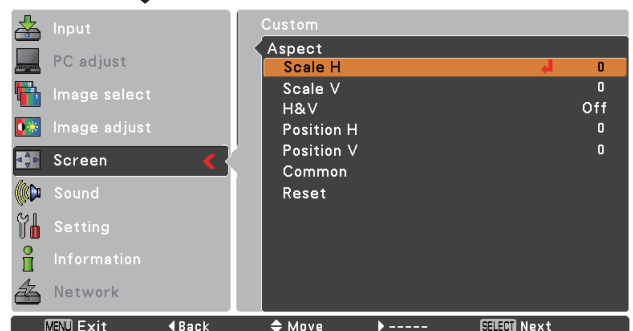 Input
PC adjust
Image select
Image adjust
Screen
Sound
Setting
Information
Network
Custom
Aspect
Scale H 0
Scale V 0
H&V Off
Position H 0
Position V 0
Common
Reset
MENU Exit Back Move ----- SELECT Next